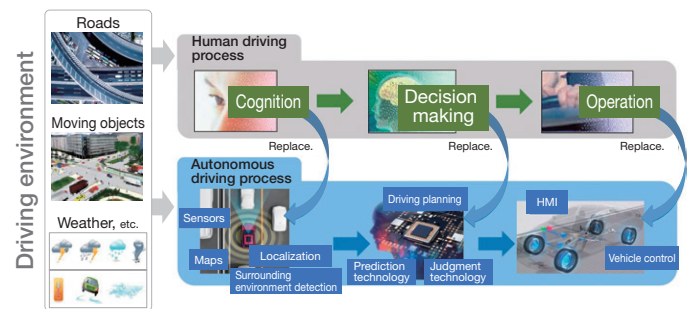 Driving environment
Roads
Moving objects
Weather, etc.
Human driving
process
Cognition
Decision
making
Operation
Replace.
Replace.
Replace.
Autonomous
driving process
Sensors
Maps
Localization
Surrounding
environment detection
Driving planning
Prediction
technology
Judgment
technology
HMI
Vehicle control